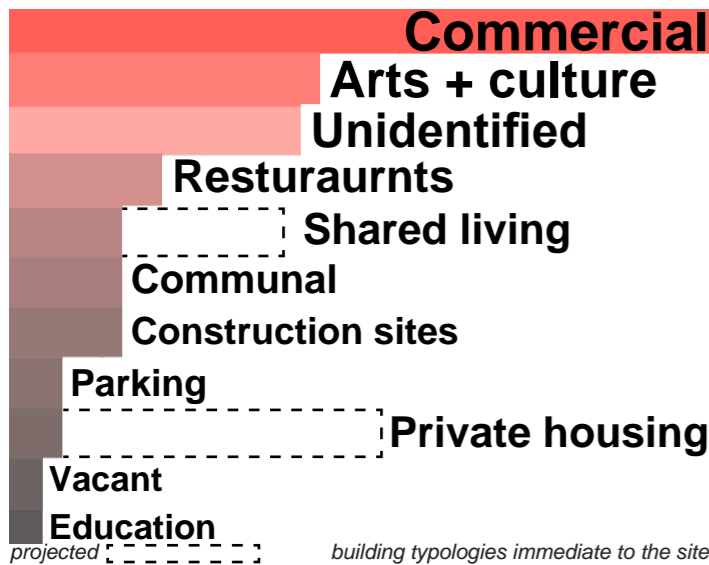 Commercial
Arts + culture
Unidentified
Resturaurnts
Shared living
Communal
Construction sites
Parking
Private housing
Vacant
Education
projected building typologies immediate to the site